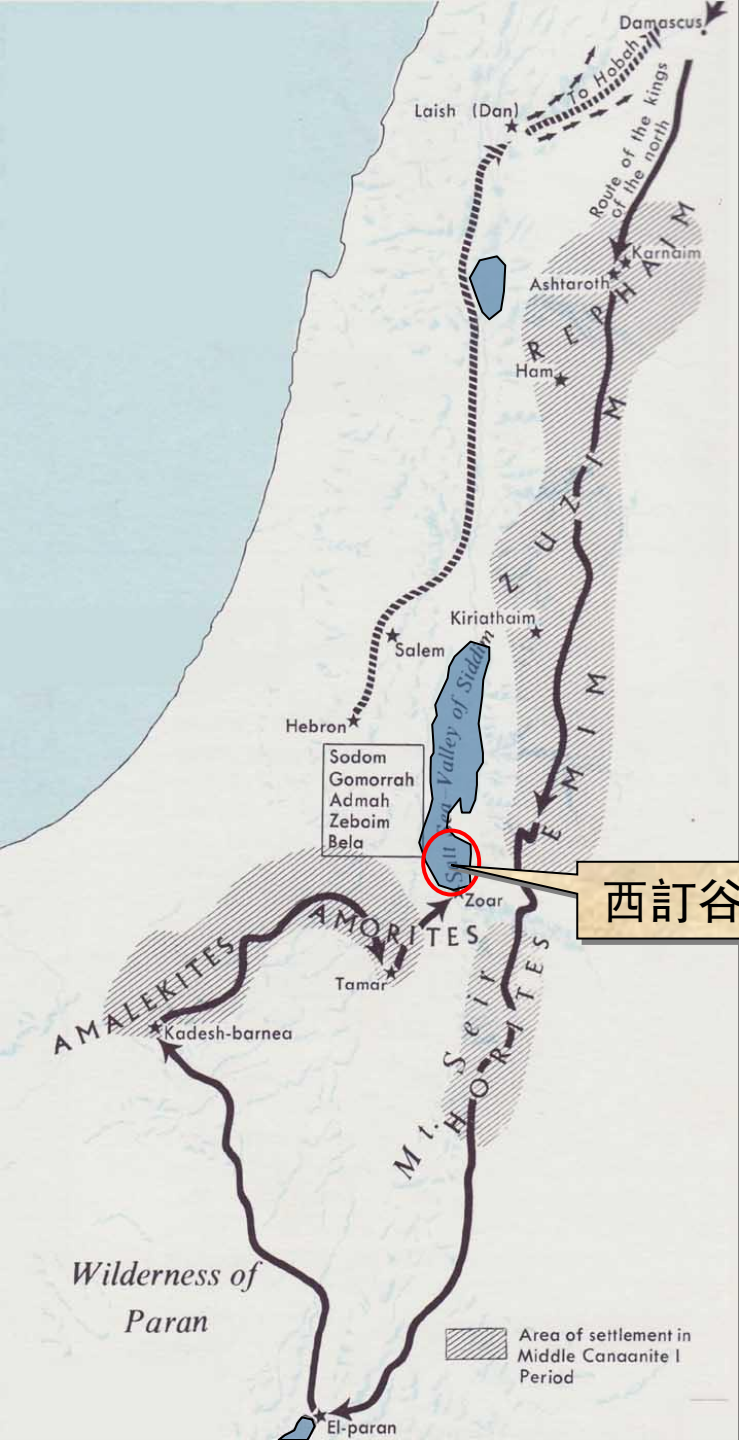 Damascus
To Hobah
Laish (Dan)
Route of the kings
of the north
Karnaim
Ashtaroth
REPHAIM
Ham
ZUZIM
Kiriathaim
Salem
Salt Sea-Valley of Siddim
Hebron
Sodom
Gomorrah
Admah
Zeboim
Bela
EMIM
西訂谷
Zoar
AMORITES
Tamar
AMALEKITES
Kadesh-barnea
Mt. Seir
HORITES
Wilderness of
Paran
Area of settlement in
Middle Canaanite I
Period
El-paran